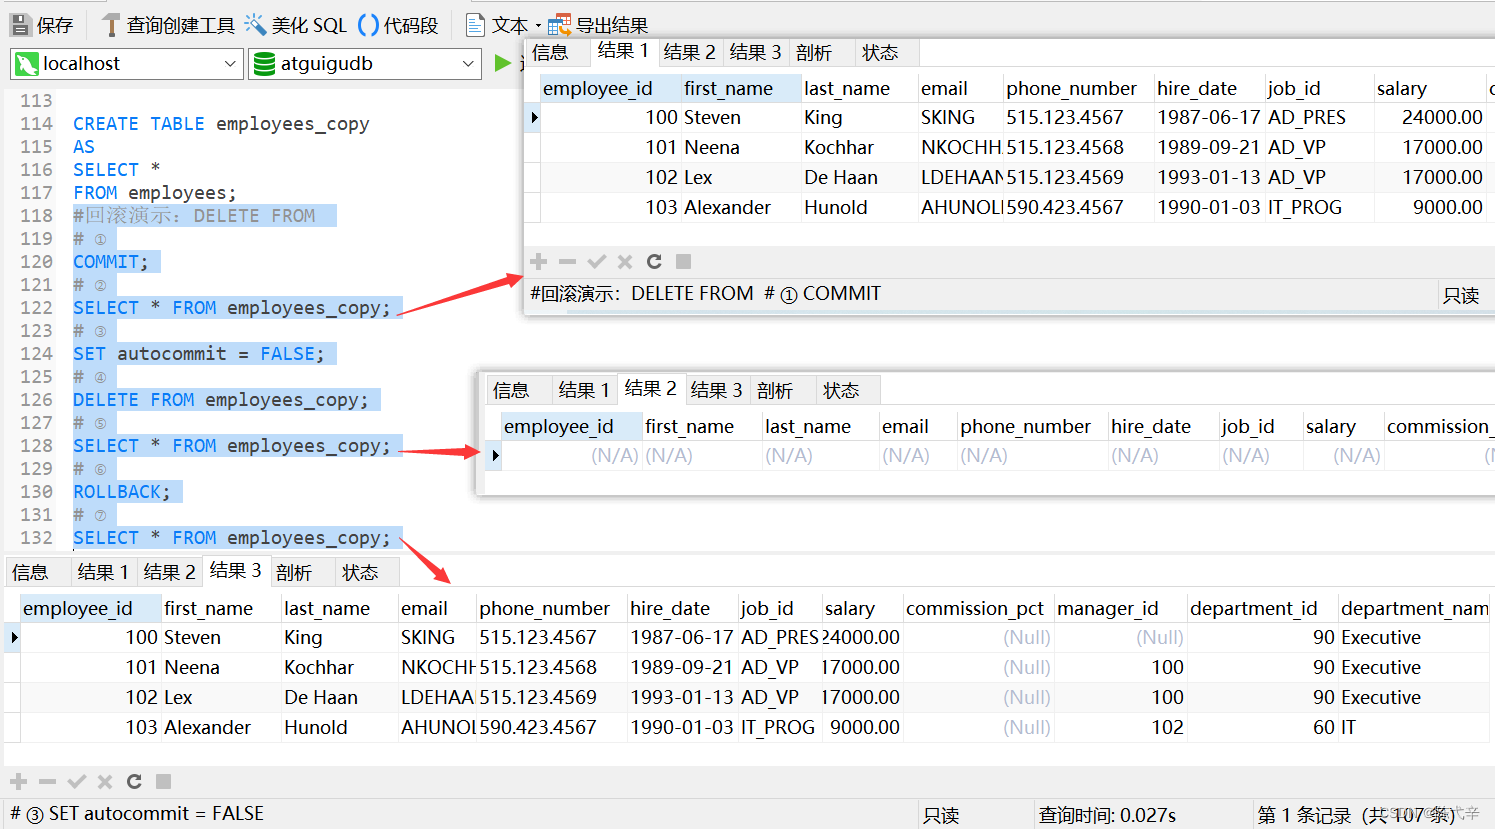 保存 查询创建工具 美化 SQL 代码段 文本 导出结果
localhost atguigudb
113
114 CREATE TABLE employees_copy
115 AS
116 SELECT *
117 FROM employees;
118 #回滚演示：DELETE FROM
119 # ①
120 COMMIT;
121 # ②
122 SELECT * FROM employees_copy;
123 # ③
124 SET autocommit = FALSE;
125 # ④
126 DELETE FROM employees_copy;
127 # ⑤
128 SELECT * FROM employees_copy;
129 # ⑥
130 ROLLBACK;
131 # ⑦
132 SELECT * FROM employees_copy;
信息 结果 1 结果 2 结果 3 剖析 状态
employee_id first_name last_name email phone_number hire_date job_id salary
100 Steven King SKING 515.123.4567 1987-06-17 AD_PRES 24000.00
101 Neena Kochhar NKOCHH 515.123.4568 1989-09-21 AD_VP 17000.00
102 Lex De Haan LDEHAAN 515.123.4569 1993-01-13 AD_VP 17000.00
103 Alexander Hunold AHUNOL 590.423.4567 1990-01-03 IT_PROG 9000.00
#回滚演示：DELETE FROM # ① COMMIT 只读
信息 结果 1 结果 2 结果 3 剖析 状态
employee_id first_name last_name email phone_number hire_date job_id salary commission_
(N/A) (N/A) (N/A) (N/A) (N/A) (N/A) (N/A) (N/A)
信息 结果 1 结果 2 结果 3 剖析 状态
employee_id first_name last_name email phone_number hire_date job_id salary commission_pct manager_id department_id department_nam
100 Steven King SKING 515.123.4567 1987-06-17 AD_PRES 24000.00 (Null) (Null) 90 Executive
101 Neena Kochhar NKOCHH 515.123.4568 1989-09-21 AD_VP 17000.00 (Null) 100 90 Executive
102 Lex De Haan LDEHAA 515.123.4569 1993-01-13 AD_VP 17000.00 (Null) 100 90 Executive
103 Alexander Hunold AHUNOL 590.423.4567 1990-01-03 IT_PROG 9000.00 (Null) 102 60 IT
# ③ SET autocommit = FALSE 只读 查询时间: 0.027s 第 1 条记录 (共 107 条)